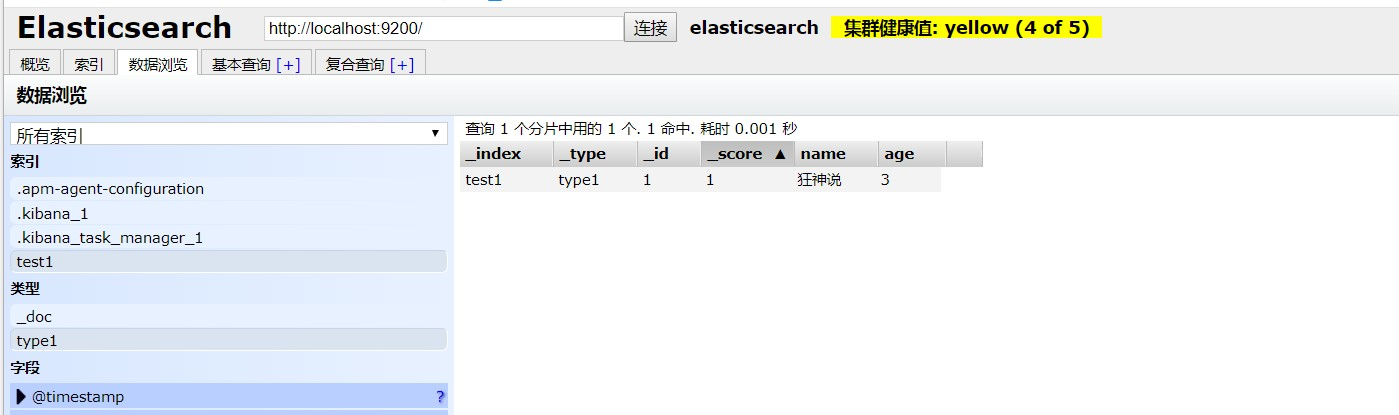 Elasticsearch http://localhost:9200/ 连接 elasticsearch 集群健康值: yellow (4 of 5)
概览 索引 数据浏览 基本查询 [+] 复合查询 [+]
数据浏览
所有索引 ▼
索引
.apm-agent-configuration
.kibana_1
.kibana_task_manager_1
test1
类型
_doc
type1
字段
@timestamp ?
查询 1 个分片中用的 1 个. 1 命中. 耗时 0.001 秒
_index _type _id _score ▲ name age
test1 type1 1 1 狂神说 3